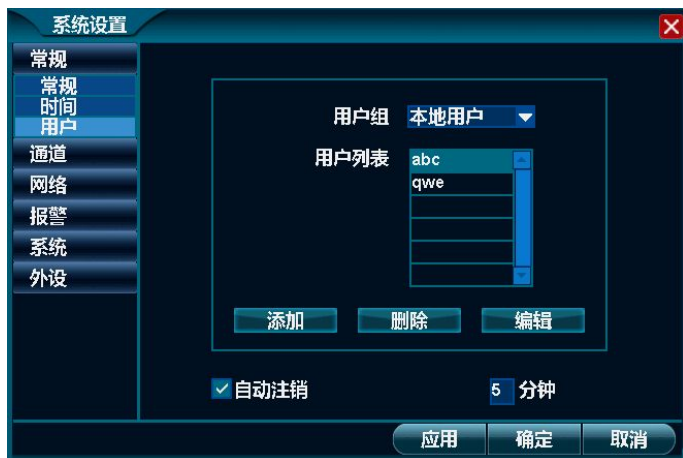 系统设置
常规
常规
时间
用户
通道
网络
报警
系统
外设
用户组 本地用户
用户列表 abc
qwe
添加 删除 编辑
自动注销 5 分钟
应用 确定 取消